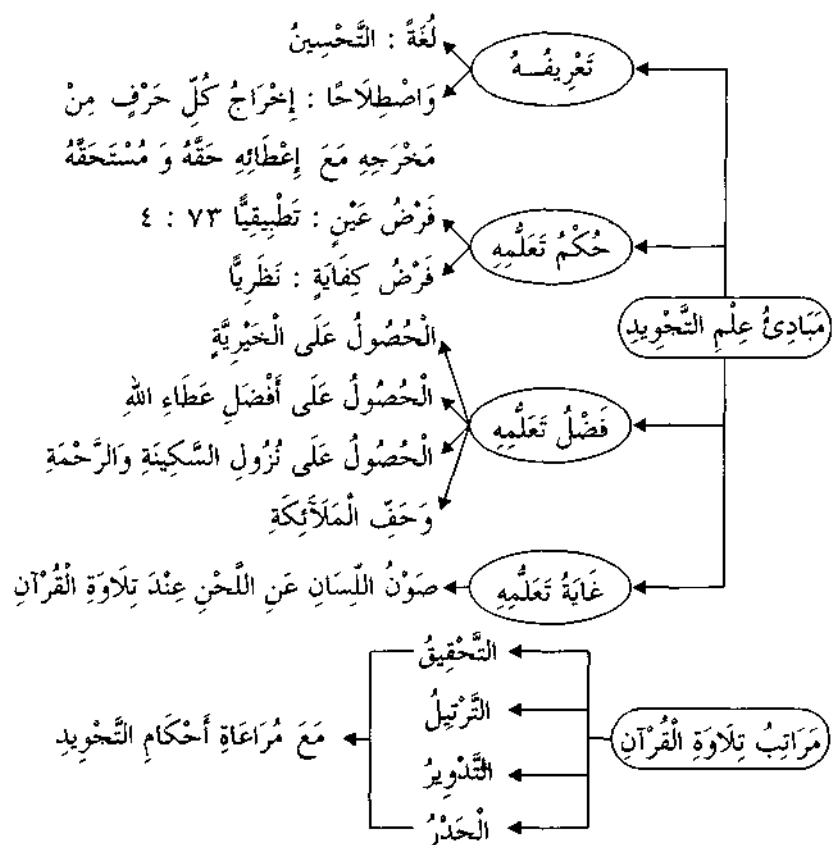 مَبَادِئُ عِلْمِ التَّجْوِيدِ
تَعْرِيفُـــهُ
لُغَةً : التَّحْسِينُ
وَاصْطِلَاحًا : إِخْرَاجُ كُلِّ حَرْفٍ مِنْ
مَخْرَجِهِ مَعَ إِعْطَائِهِ حَقَّهُ وَ مُسْتَحَقَّهُ
حُكْمُ تَعَلُّمِهِ
فَرْضُ عَيْنٍ : تَطْبِيقِيًّا ٧٣ : ٤
فَرْضُ كِفَايَةٍ : نَظَرِيًّا
فَضْلُ تَعَلُّمِهِ
الْحُصُولُ عَلَى الْخَيْرِيَّةِ
الْحُصُولُ عَلَى أَفْضَلِ عَطَاءِ اللهِ
الْحُصُولُ عَلَى نُزُولِ السَّكِينَةِ وَالرَّحْمَةِ
وَحَفِّ الْمَلَآئِكَةِ
غَايَةُ تَعَلُّمِهِ
صَوْنُ اللِّسَانِ عَنِ اللَّحْنِ عِنْدَ تِلَاوَةِ الْقُرْآنِ
مَرَاتِبُ تِلَاوَةِ الْقُرْآنِ
التَّحْقِيقُ
التَّرْتِيلُ
التَّدْوِيرُ
الْحَدْرُ
مَعَ مُرَاعَاةِ أَحْكَامِ التَّجْوِيدِ